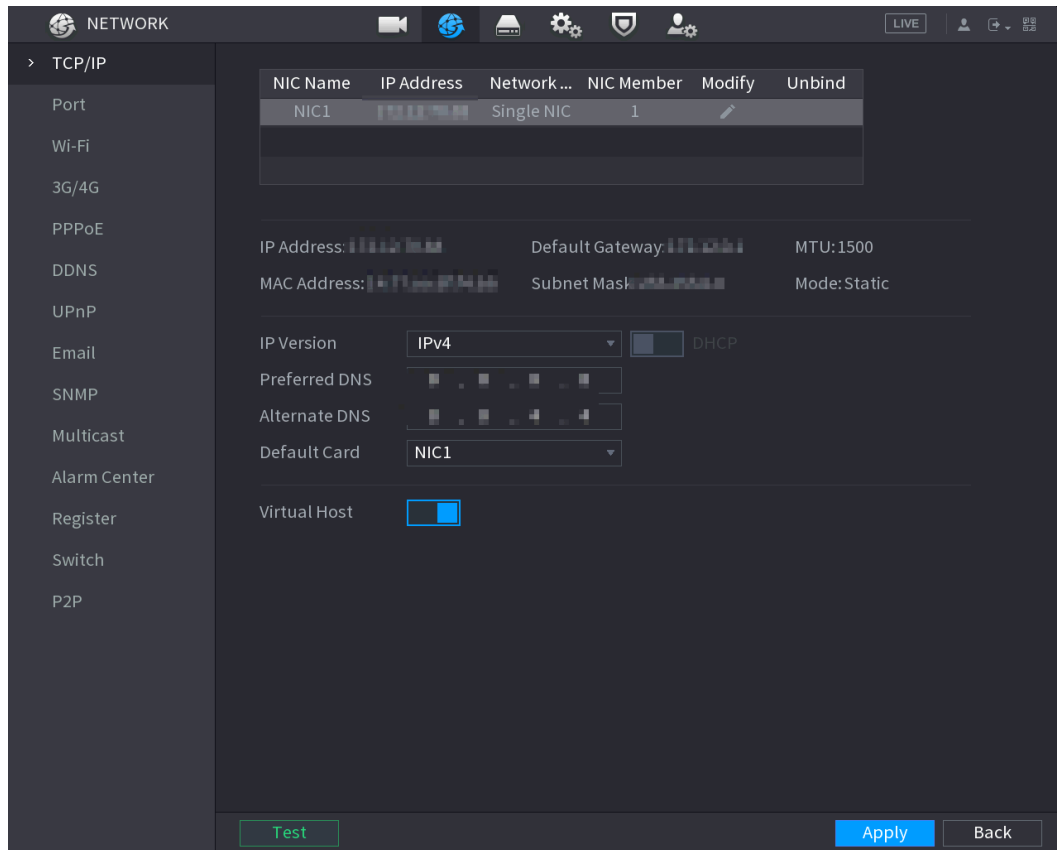 NETWORK
LIVE
TCP/IP
Port
Wi-Fi
3G/4G
PPPoE
DDNS
UPnP
Email
SNMP
Multicast
Alarm Center
Register
Switch
P2P
NIC Name IP Address Network ... NIC Member Modify Unbind
NIC1 Single NIC 1
IP Address: Default Gateway: MTU:1500
MAC Address: Subnet Mask Mode:Static
IP Version IPv4 DHCP
Preferred DNS
Alternate DNS
Default Card NIC1
Virtual Host
Test Apply Back